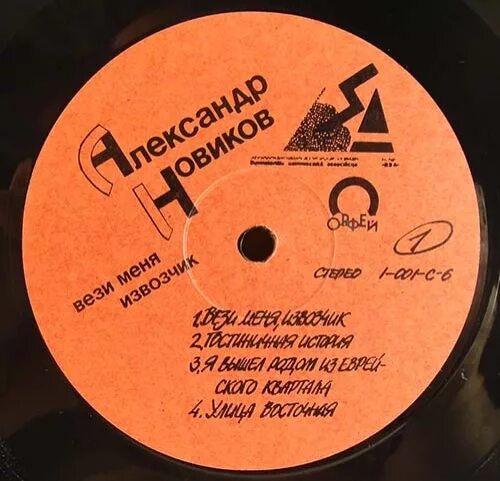 Александр
Новиков
вези меня
извозчик
Орфей
1
СТЕРЕО 1-001-С-6
1. ВЕЗИ МЕНЯ, ИЗВОЗЧИК
2. ГОСТИНИЧНАЯ ИСТОРИЯ
3. Я ВЫШЕЛ РОДОМ ИЗ ЕВРЕЙ-
СКОГО КВАРТАЛА
4. УЛИЦА ВОСТОЧНАЯ